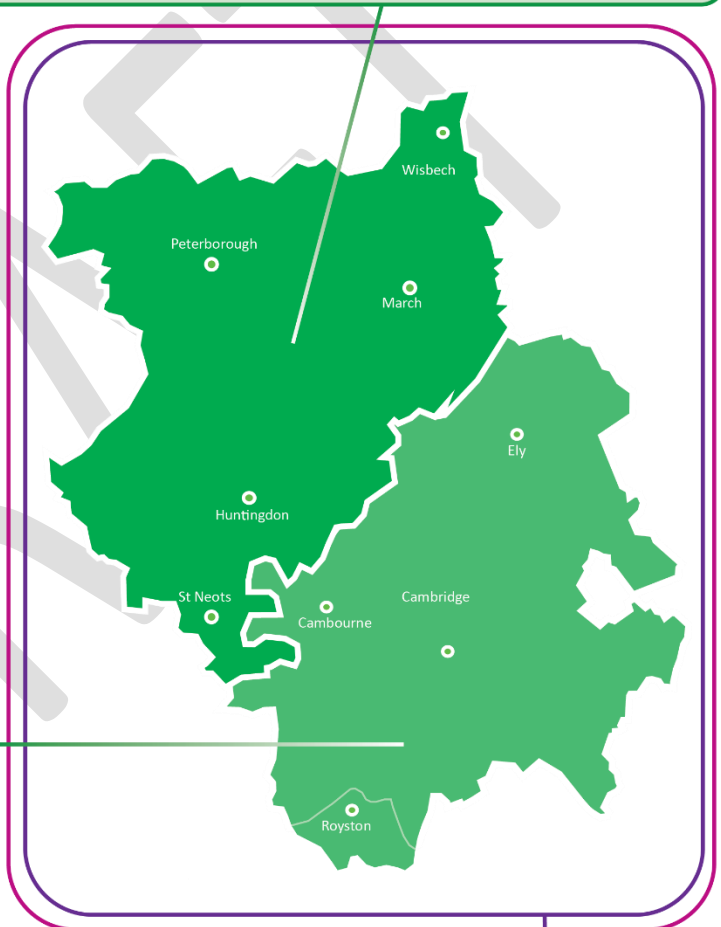 Wisbech
Peterborough
March
Ely
Huntingdon
St Neots
Cambridge
Cambourne
Royston